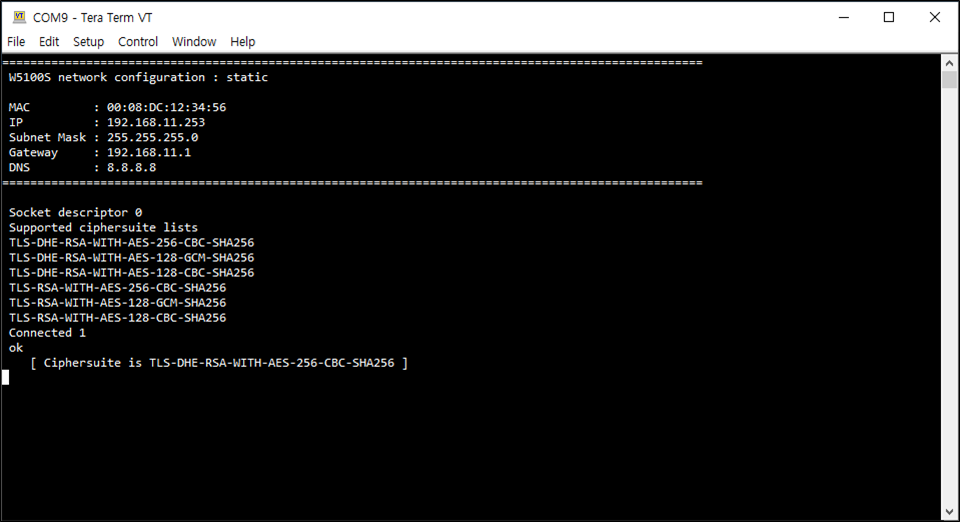 COM9 - Tera Term VT
File Edit Setup Control Window Help
====================================================================================================
W5100S network configuration : static
MAC         : 00:08:DC:12:34:56
IP          : 192.168.11.253
Subnet Mask : 255.255.255.0
Gateway     : 192.168.11.1
DNS         : 8.8.8.8
====================================================================================================
Socket descriptor 0
Supported ciphersuite lists
TLS-DHE-RSA-WITH-AES-256-CBC-SHA256
TLS-DHE-RSA-WITH-AES-128-GCM-SHA256
TLS-DHE-RSA-WITH-AES-128-CBC-SHA256
TLS-RSA-WITH-AES-256-CBC-SHA256
TLS-RSA-WITH-AES-128-GCM-SHA256
TLS-RSA-WITH-AES-128-CBC-SHA256
Connected 1
ok
[ Ciphersuite is TLS-DHE-RSA-WITH-AES-256-CBC-SHA256 ]